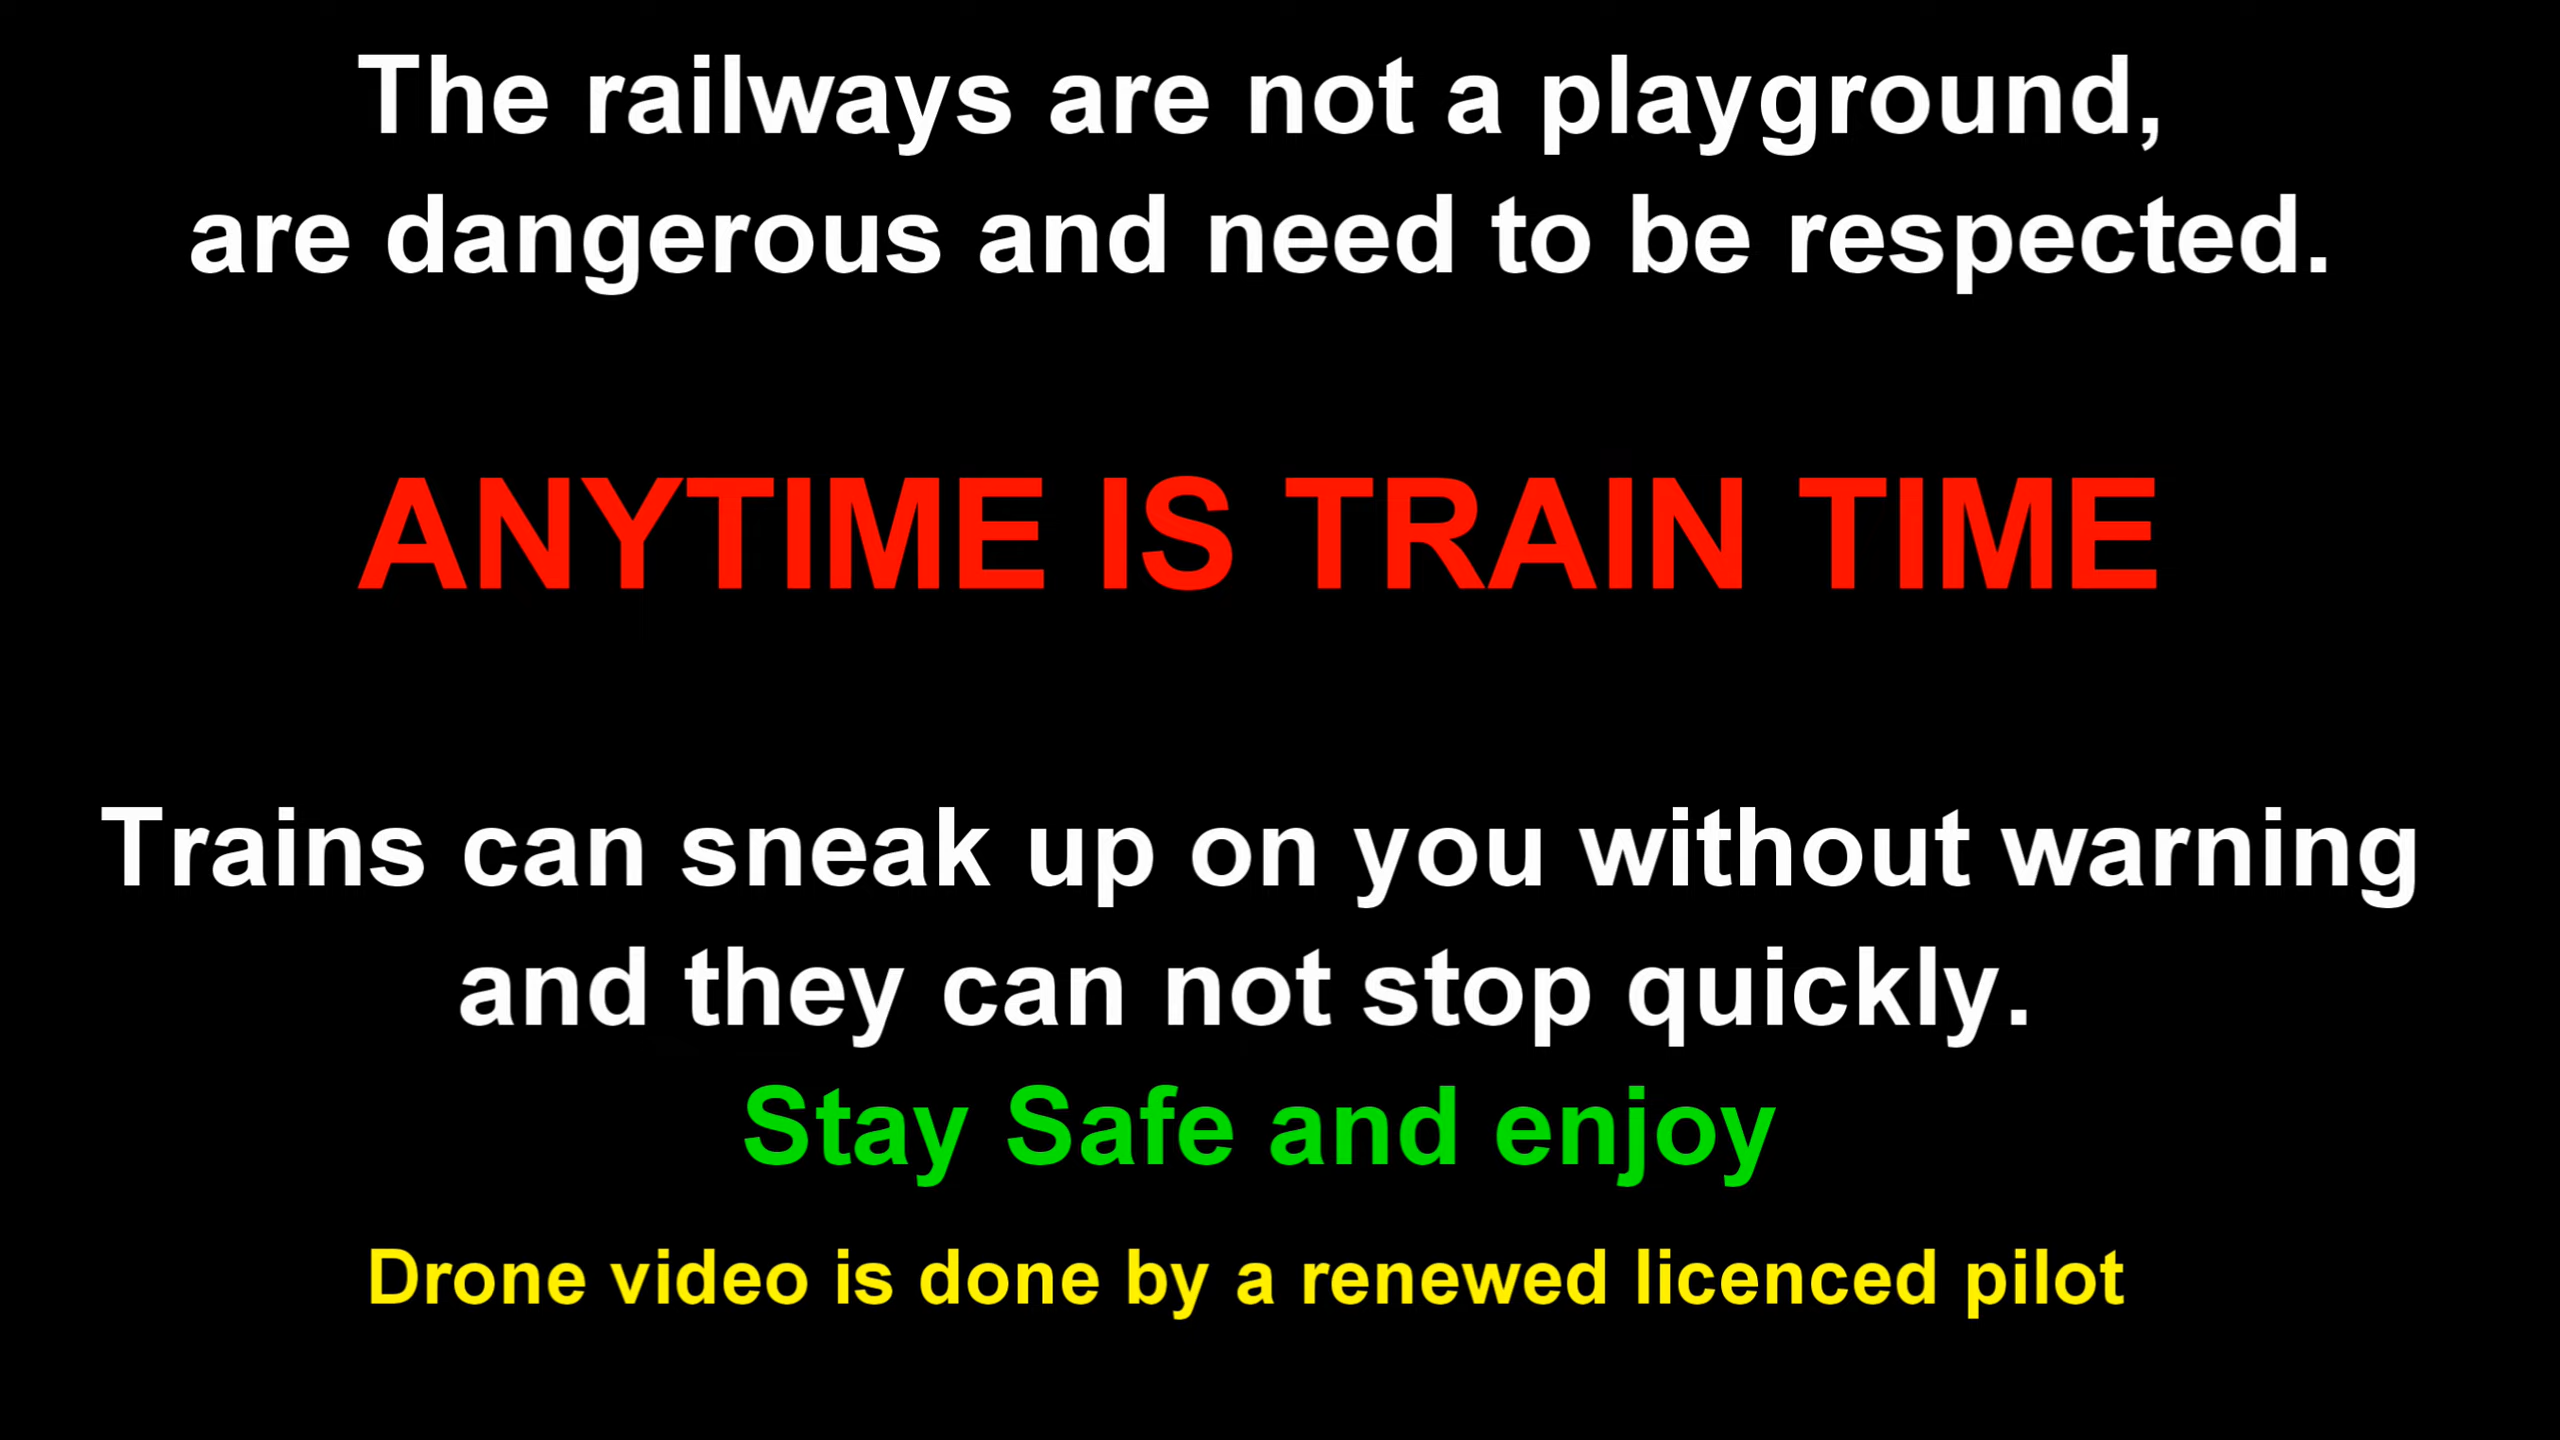 The railways are not a playground,
are dangerous and need to be respected.
ANYTIME IS TRAIN TIME
Trains can sneak up on you without warning
and they can not stop quickly.
Stay Safe and enjoy
Drone video is done by a renewed licenced pilot